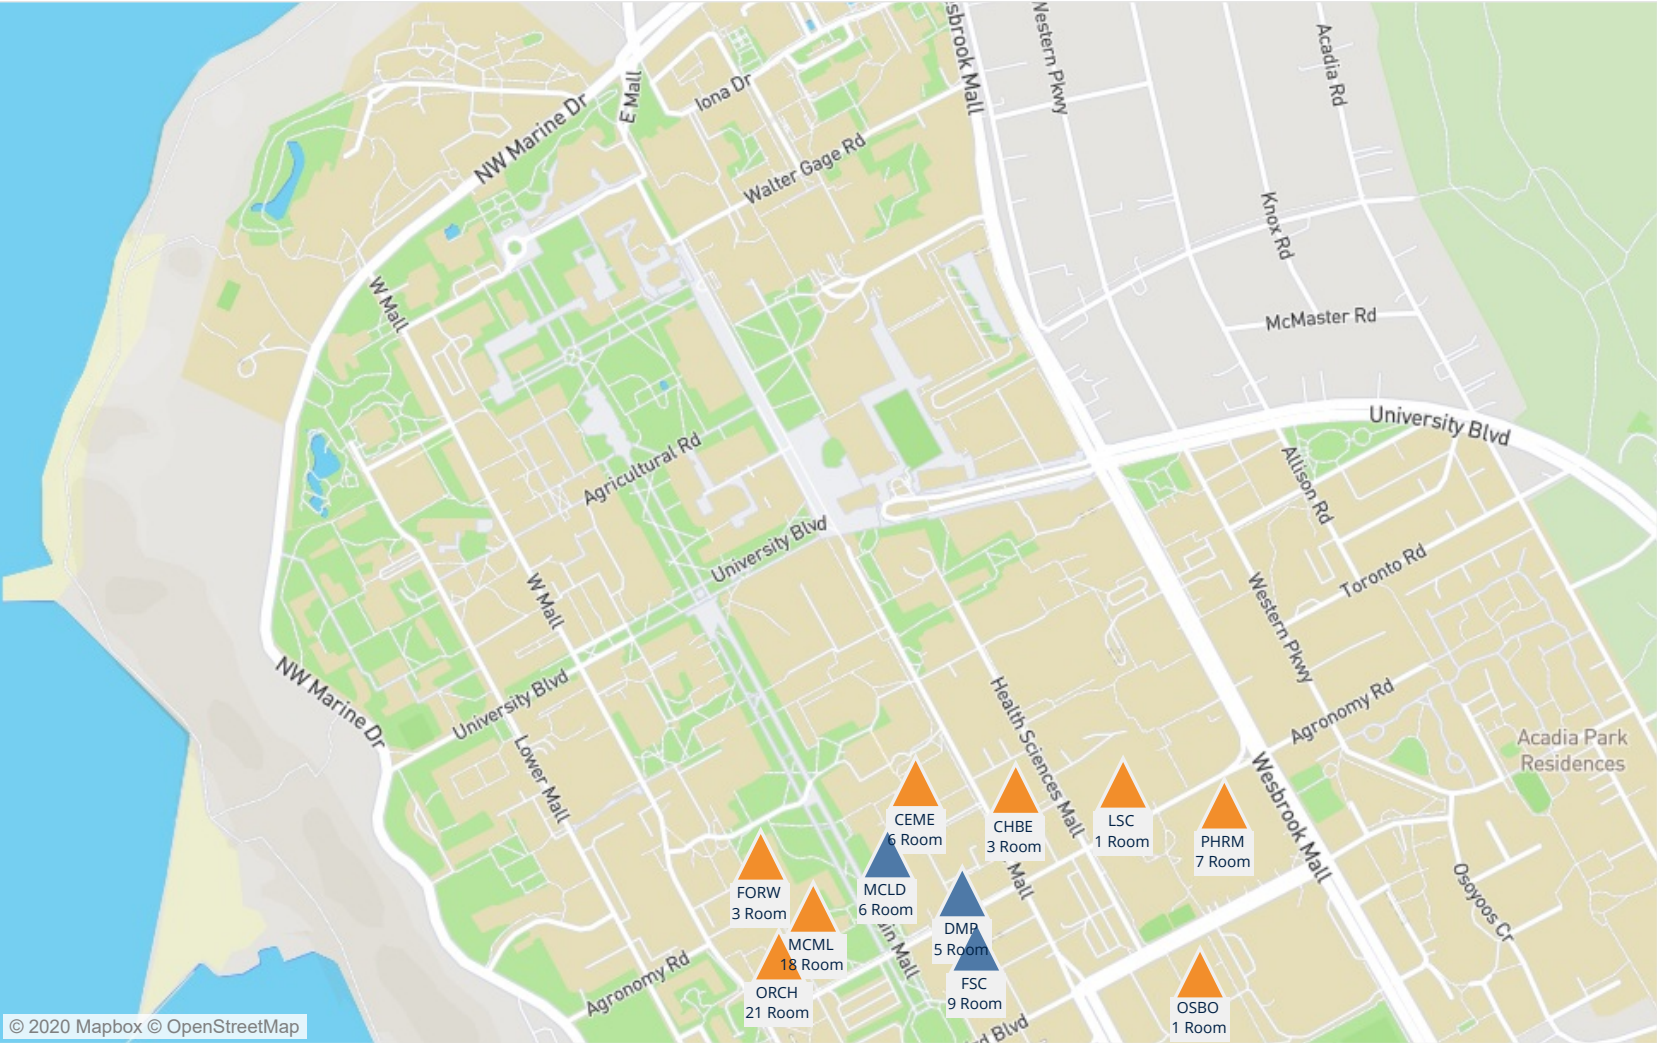 sbrook Mall
Western Pkwy
Acadia Rd
E Mall
Iona Dr
NW Marine Dr
Walter Gage Rd
Knox Rd
W Mall
McMaster Rd
University Blvd
Agricultural Rd
Allison Rd
University Blvd
Toronto Rd
W Mall
Western Pkwy
NW Marine Dr
University Blvd
Health Sciences Mall
Agronomy Rd
Lower Mall
Acadia Park
Residences
Wesbrook Mall
CEME
6 Room
CHBE
3 Room
LSC
1 Room
PHRM
7 Room
Mall
Osoyoos Cr
FORW
3 Room
MCLD
6 Room
MCML
18 Room
DMP
5 Room
in Mall
Agronomy Rd
ORCH
21 Room
FSC
9 Room
OSBO
1 Room
rd Blvd
© 2020 Mapbox © OpenStreetMap